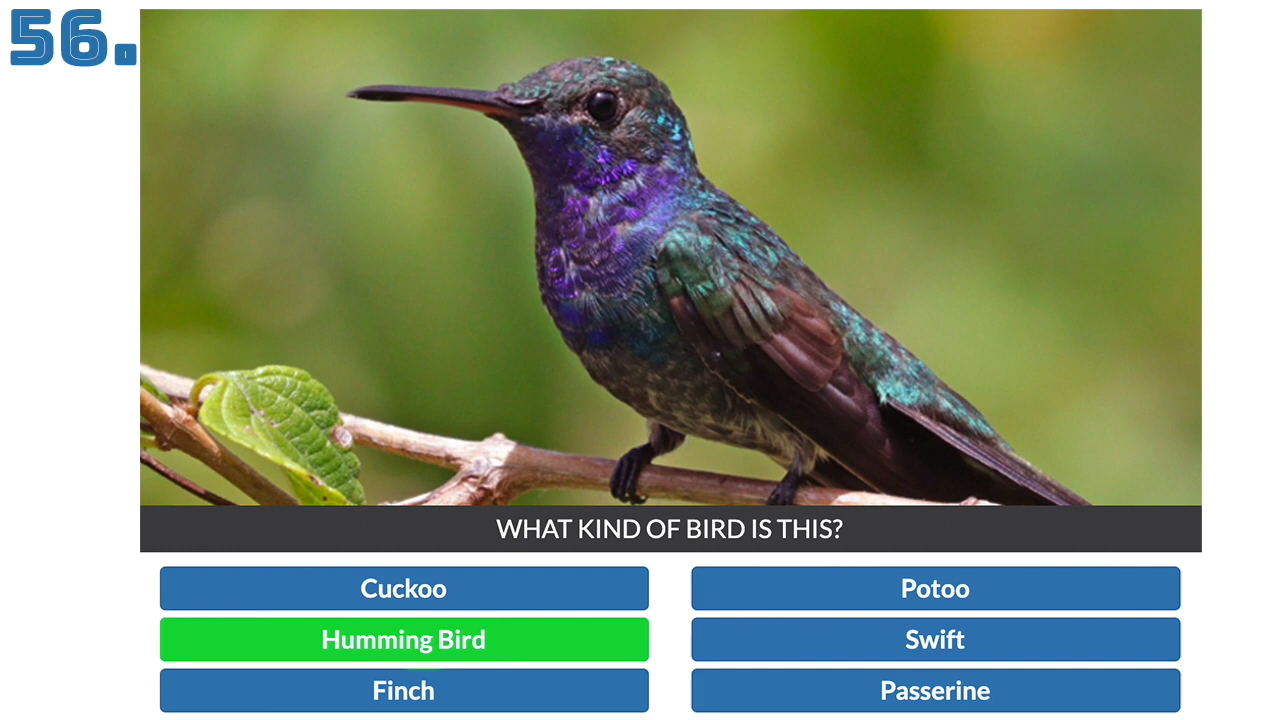 56.
WHAT KIND OF BIRD IS THIS?
Cuckoo
Potoo
Humming Bird
Swift
Finch
Passerine